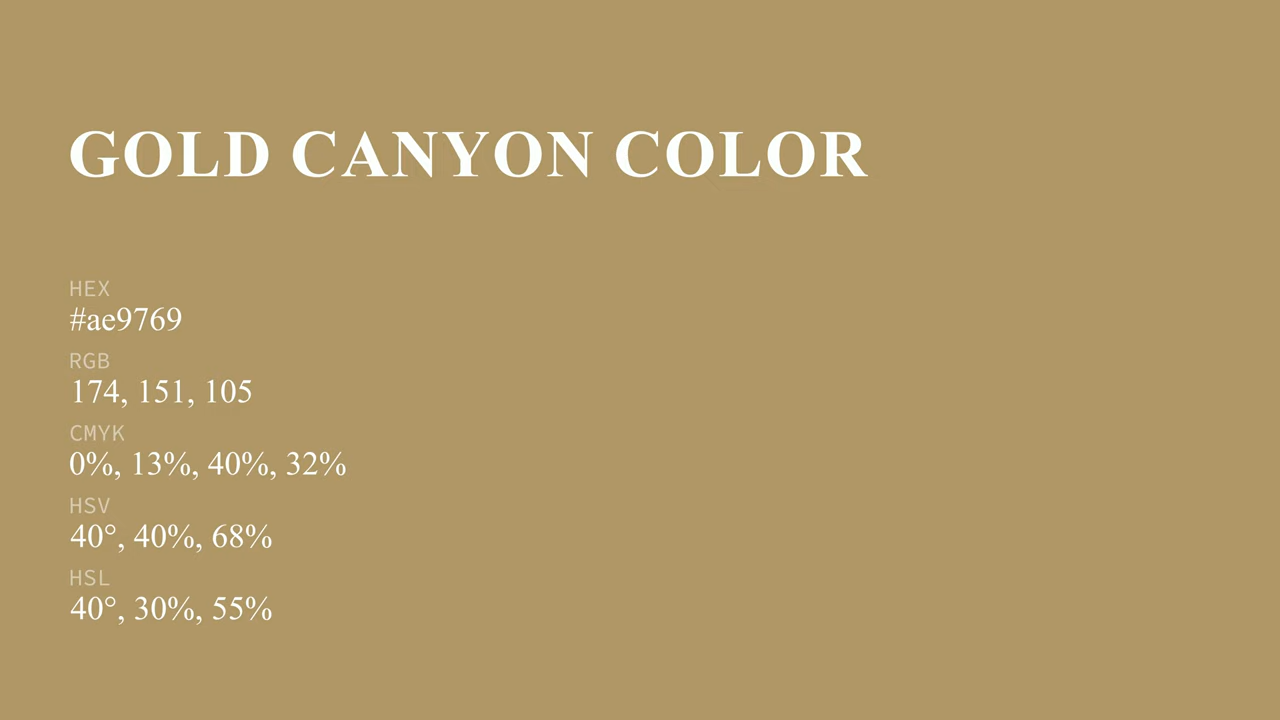 GOLD CANYON COLOR
HEX
#ae9769
RGB
174, 151, 105
CMYK
0%, 13%, 40%, 32%
HSV
40°, 40%, 68%
HSL
40°, 30%, 55%